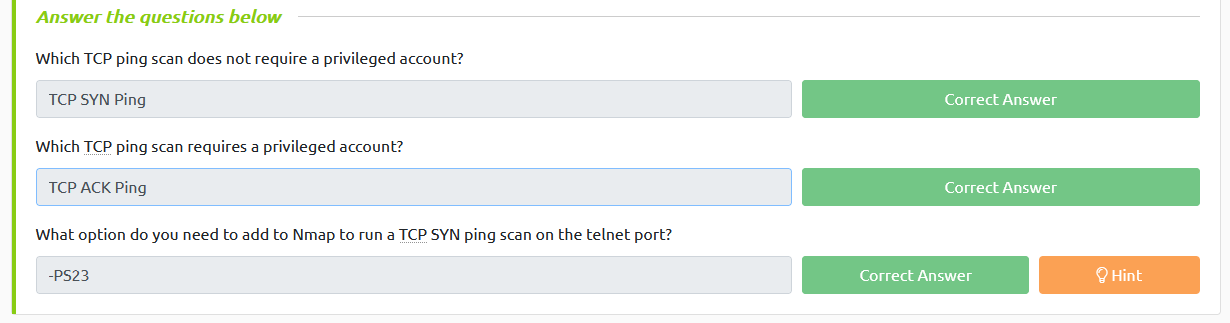 Answer the questions below
Which TCP ping scan does not require a privileged account?
TCP SYN Ping
Correct Answer
Which TCP ping scan requires a privileged account?
TCP ACK Ping
Correct Answer
What option do you need to add to Nmap to run a TCP SYN ping scan on the telnet port?
-PS23
Correct Answer
Hint